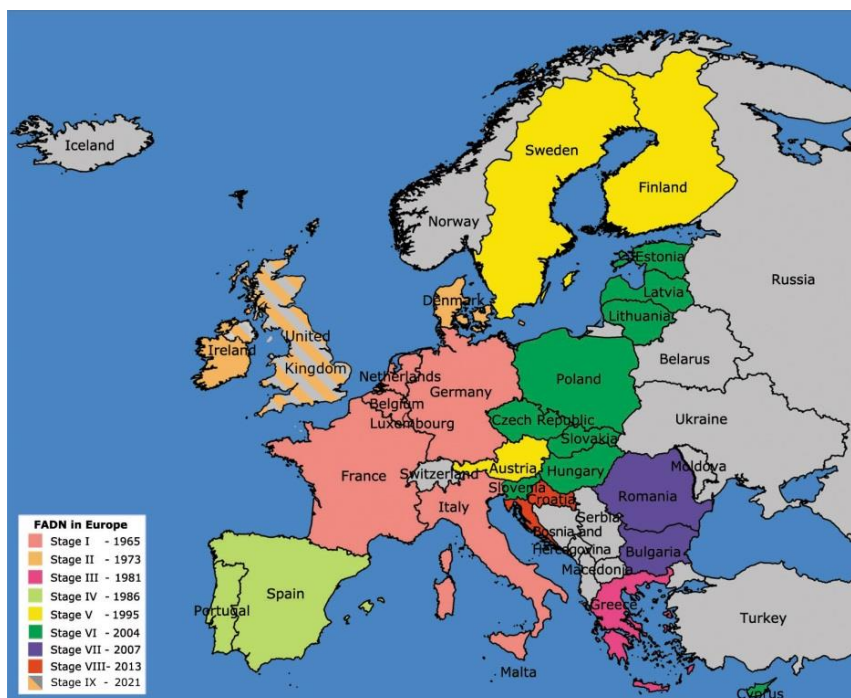 Iceland
Sweden
Finland
Norway
Estonia
Russia
Latvia
Denmark
Lithuania
United
Kingdom
Ireland
Belarus
Netherlands
Germany
Poland
Belgium
Luxembourg
Czech Republic
Ukraine
Slovakia
France
Switzerland
Austria
Hungary
Moldova
Slovenia
Croatia
Romania
Italy
Serbia
Bosnia and
Hercegovina
Bulgaria
Macedonia
Portugal
Spain
Greece
Turkey
Malta
Cyprus
FADN in Europe
Stage I - 1965
Stage II - 1973
Stage III - 1981
Stage IV - 1986
Stage V - 1995
Stage VI - 2004
Stage VII - 2007
Stage VIII- 2013
Stage IX - 2021